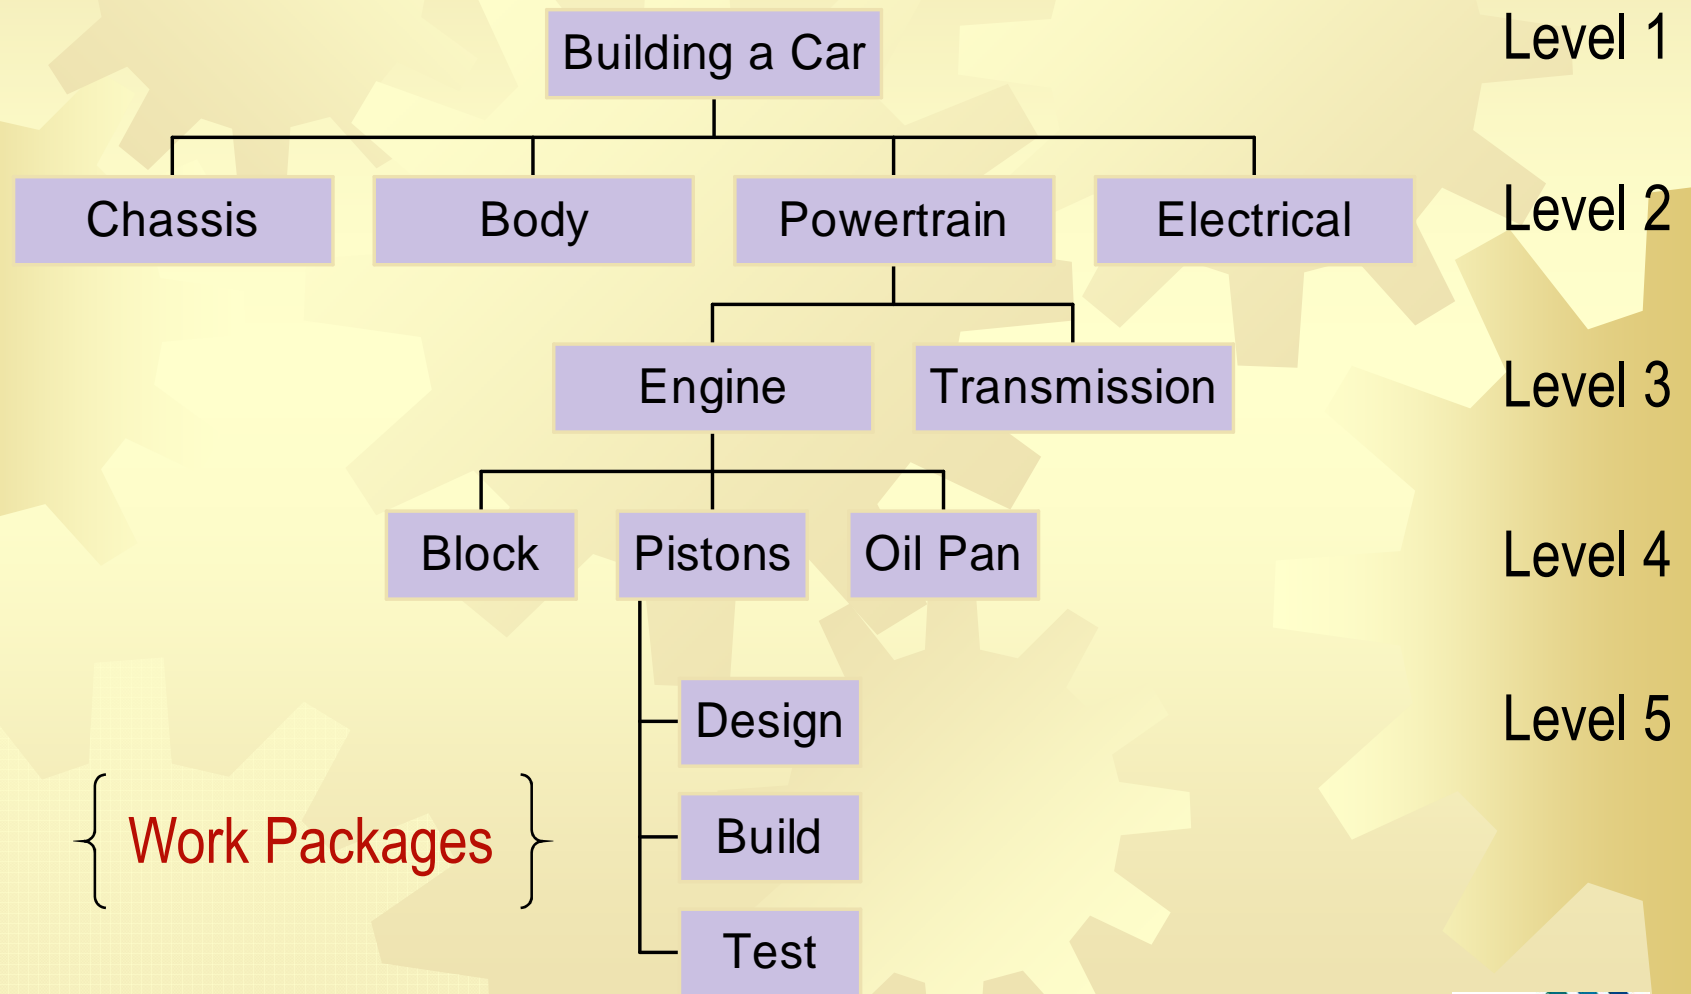 Building a Car
Level 1
Chassis
Body
Powertrain
Electrical
Level 2
Engine
Transmission
Level 3
Block
Pistons
Oil Pan
Level 4
Design
Level 5
Work Packages
Build
Test